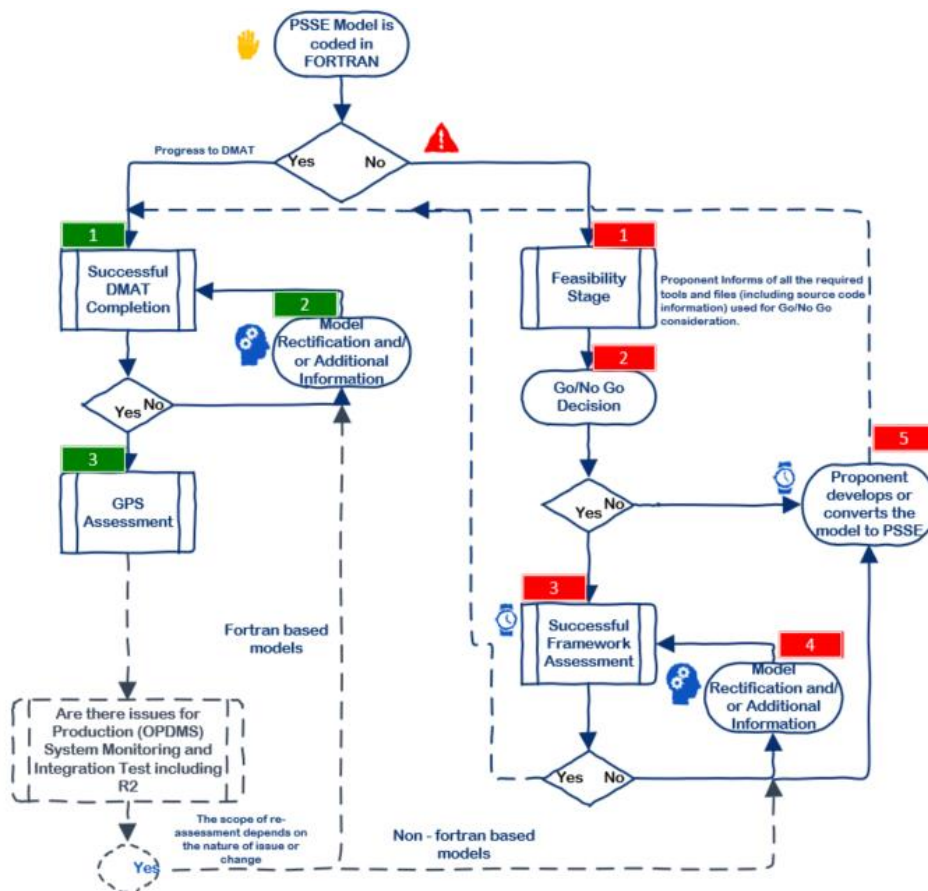 PSSE Model is
coded in
FORTRAN
Progress to DMAT
Yes
No
1
Successful
DMAT
Completion
2
Model
Rectification and/
or Additional
Information
Yes
No
3
GPS
Assessment
1
Feasibility
Stage
Proponent Informs of all the required
tools and files (including source code
information) used for Go/No Go
consideration.
2
Go/No Go
Decision
Yes
No
5
Proponent
develops or
converts the
model to PSSE
3
Successful
Framework
Assessment
4
Model
Rectification and/
or Additional
Information
Yes
No
Fortran based
models
Are there issues for
Production (OPDMS)
System Monitoring and
Integration Test including
R2
Yes
The scope of re-
assessment depends on
the nature of issue or
change
Non - fortran based
models